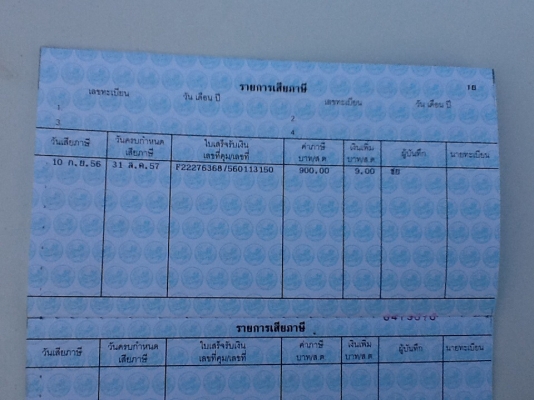 รายการเสียภาษี 18
เลขทะเบียน วัน เดือน ปี เลขทะเบียน วัน เดือน ปี
1. 2
3. 4
วันเสียภาษี วันครบกำหนดเสียภาษี ใบเสร็จรับเงิน เลขที่คุม/เลขที่ ค่าภาษี บาท/ส.ต. เงินเพิ่ม บาท/ส.ต. ผู้บันทึก นายทะเบียน
10 ก.ย.56 31 ส.ค.57 F22276368/560113150 900.00 9.00 ชย
รายการเสียภาษี
วันเสียภาษี วันครบกำหนดเสียภาษี ใบเสร็จรับเงิน เลขที่คุม/เลขที่ ค่าภาษี บาท/ส.ต. เงินเพิ่ม บาท/ส.ต. ผู้บันทึก นายทะเบียน